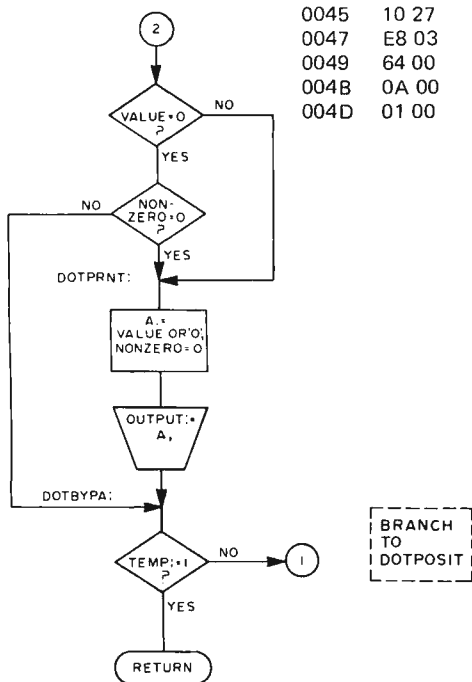 0045 10 27
0047 E8 03
0049 64 00
004B 0A 00
004D 01 00
2
VALUE=0
?
NO
YES
NO
NON-
ZERO=0
?
YES
DOTPRNT:
A.=
VALUE OR'0';
NONZERO=0
OUTPUT:=
A,
DOTBYPA:
TEMP:=1
?
NO
1
YES
BRANCH
TO
DOTPOSIT
RETURN